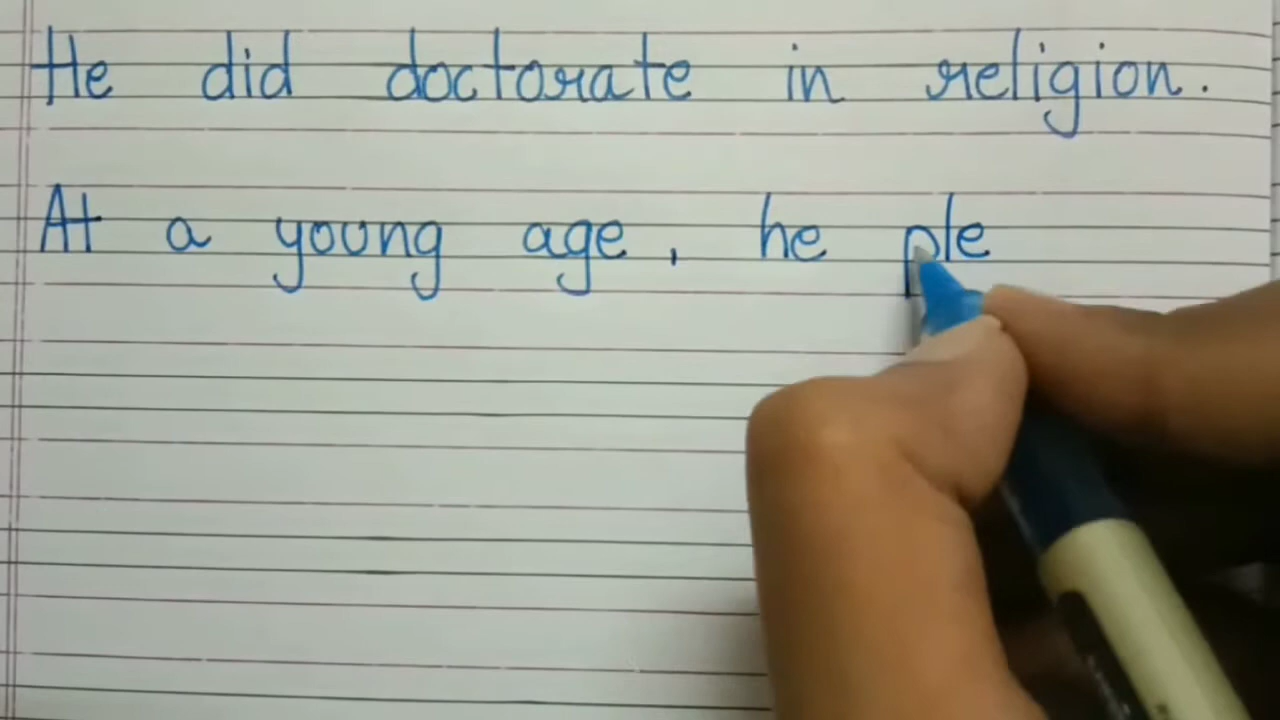 He did doctorate in religion.
At a young age, he ple